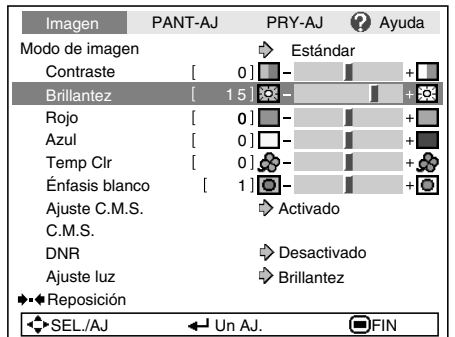 Imagen PANT-AJ PRY-AJ ? Ayuda
Modo de imagen Estándar
Contraste [ 0] - +
Brillantez [ 15] - +
Rojo [ 0] - +
Azul [ 0] - +
Temp Clr [ 0] - +
Énfasis blanco [ 1] - +
Ajuste C.M.S. Activado
C.M.S.
DNR Desactivado
Ajuste luz Brillantez
Reposición
SEL./AJ Un AJ. FIN